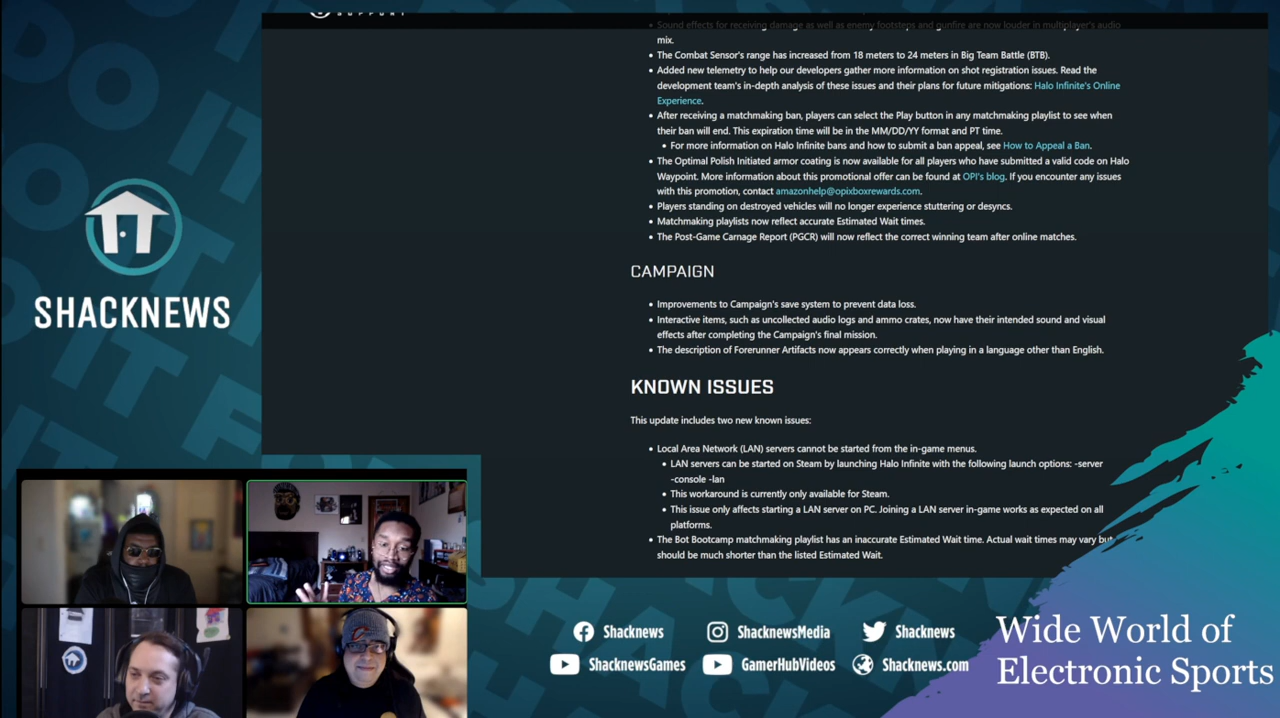 SUPPORT
• Sound effects for receiving damage as well as enemy footsteps and gunfire are now louder in multiplayer's audio
mix.
• The Combat Sensor's range has increased from 18 meters to 24 meters in Big Team Battle (BTB).
• Added new telemetry to help our developers gather more information on shot registration issues. Read the
development team's in-depth analysis of these issues and their plans for future mitigations: Halo Infinite's Online
Experience.
• After receiving a matchmaking ban, players can select the Play button in any matchmaking playlist to see when
their ban will end. This expiration time will be in the MM/DD/YY format and PT time.
• For more information on Halo Infinite bans and how to submit a ban appeal, see How to Appeal a Ban.
• The Optimal Polish Initiated armor coating is now available for all players who have submitted a valid code on Halo
Waypoint. More information about this promotional offer can be found at OPI's blog. If you encounter any issues
with this promotion, contact amazonhelp@opixboxrewards.com.
• Players standing on destroyed vehicles will no longer experience stuttering or desyncs.
• Matchmaking playlists now reflect accurate Estimated Wait times.
• The Post-Game Carnage Report (PGCR) will now reflect the correct winning team after online matches.
CAMPAIGN
• Improvements to Campaign's save system to prevent data loss.
• Interactive items, such as uncollected audio logs and ammo crates, now have their intended sound and visual
effects after completing the Campaign's final mission.
• The description of Forerunner Artifacts now appears correctly when playing in a language other than English.
KNOWN ISSUES
This update includes two new known issues:
• Local Area Network (LAN) servers cannot be started from the in-game menus.
• LAN servers can be started on Steam by launching Halo Infinite with the following launch options: -server
-console -lan
• This workaround is currently only available for Steam.
• This issue only affects starting a LAN server on PC. Joining a LAN server in-game works as expected on all
platforms.
• The Bot Bootcamp matchmaking playlist has an inaccurate Estimated Wait time. Actual wait times may vary but
should be much shorter than the listed Estimated Wait.
SHACKNEWS
Shacknews
ShacknewsMedia
Shacknews
ShacknewsGames
GamerHubVideos
Shacknews.com
Wide World of
Electronic Sports